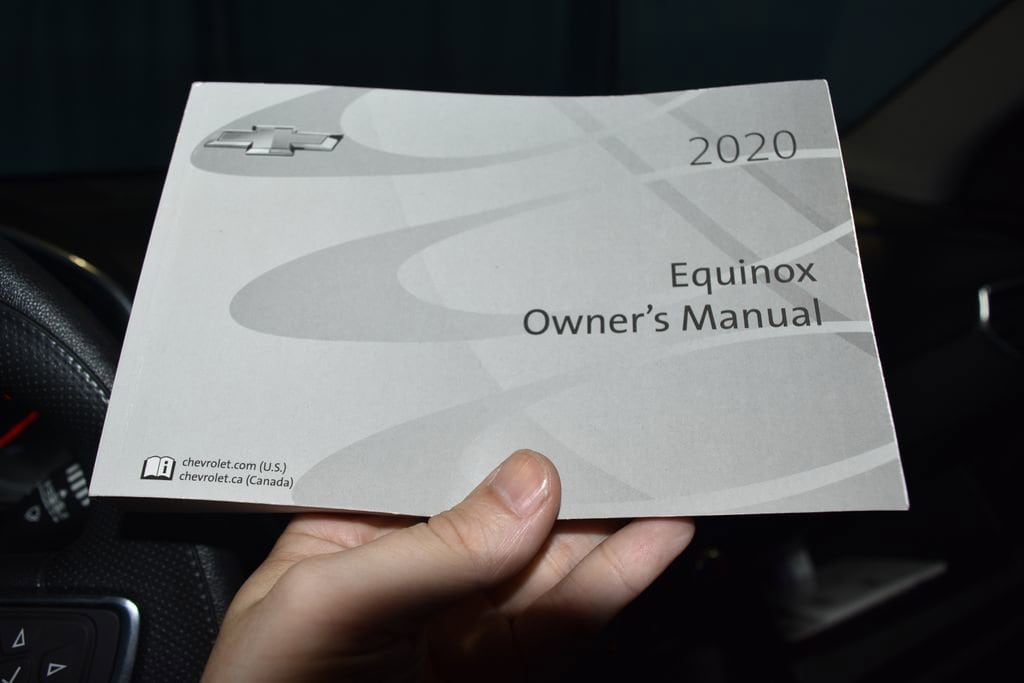 2020
Equinox
Owner's Manual
chevrolet.com (U.S.)
chevrolet.ca (Canada)